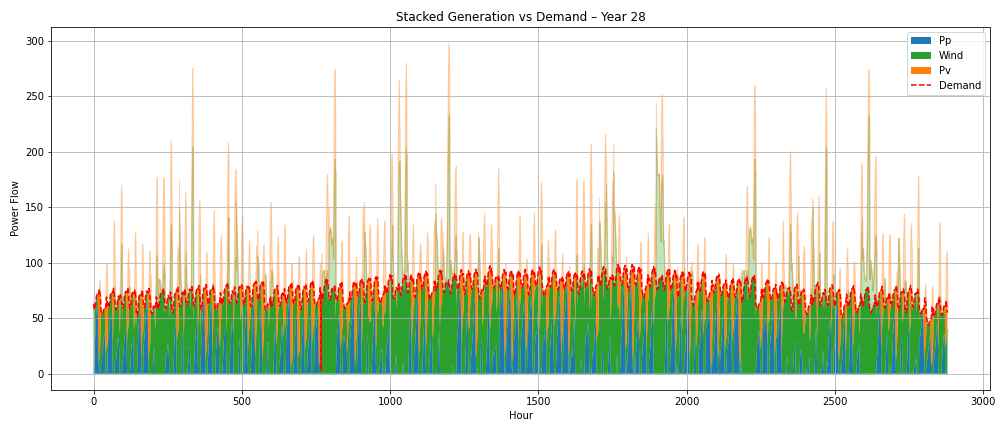 Stacked Generation vs Demand – Year 28
Power Flow
300
250
200
150
100
50
0
Pp
Wind
Pv
Demand
0 500 1000 1500 2000 2500 3000
Hour